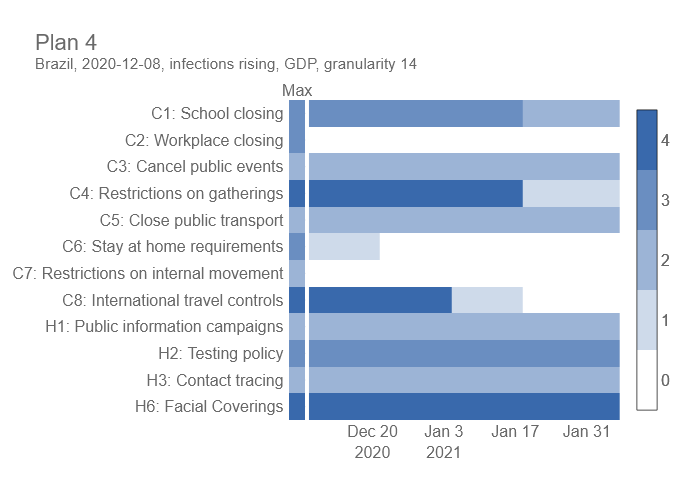 Plan 4
Brazil, 2020-12-08, infections rising, GDP, granularity 14
Max
C1: School closing
C2: Workplace closing
C3: Cancel public events
C4: Restrictions on gatherings
C5: Close public transport
C6: Stay at home requirements
C7: Restrictions on internal movement
C8: International travel controls
H1: Public information campaigns
H2: Testing policy
H3: Contact tracing
H6: Facial Coverings
4
3
2
1
0
Dec 20 Jan 3 Jan 17 Jan 31
2020 2021